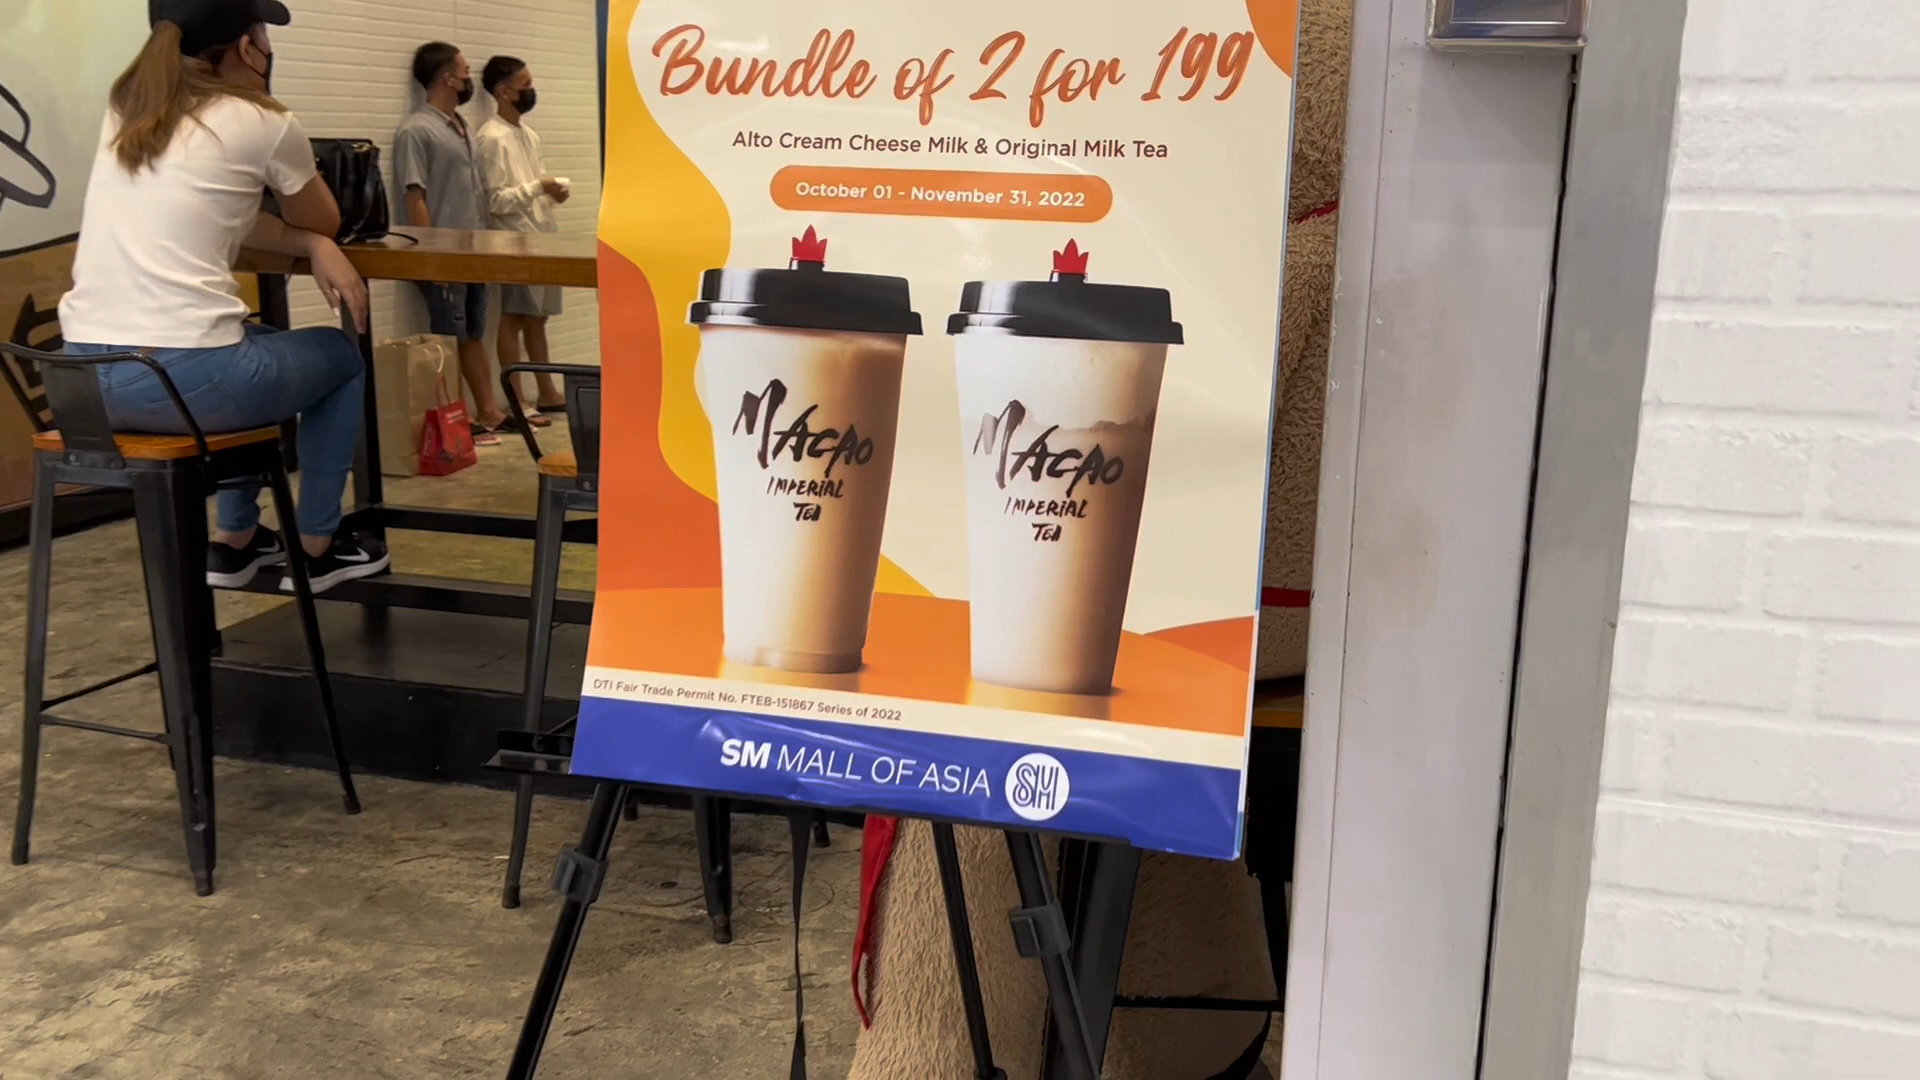 Bundle of 2 for 199
Alto Cream Cheese Milk & Original Milk Tea
October 01 - November 31, 2022
MACAO
IMPERIAL
TEA
MACAO
IMPERIAL
TEA
DTI Fair Trade Permit No. FTEB-151867 Series of 2022
SM MALL OF ASIA SM